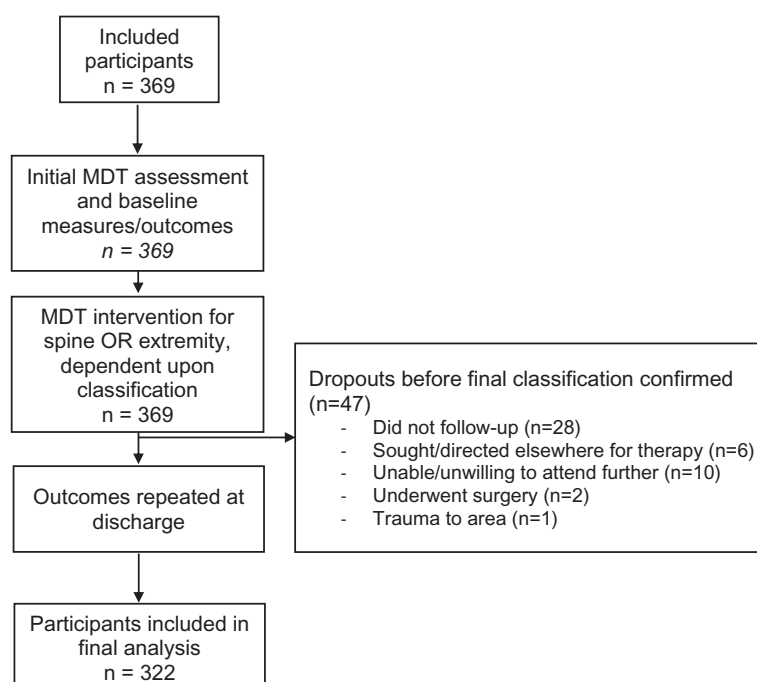 Included
participants
n = 369
Initial MDT assessment
and baseline
measures/outcomes
n = 369
MDT intervention for
spine OR extremity,
dependent upon
classification
n = 369
Dropouts before final classification confirmed
(n=47)
- Did not follow-up (n=28)
- Sought/directed elsewhere for therapy (n=6)
- Unable/unwilling to attend further (n=10)
- Underwent surgery (n=2)
- Trauma to area (n=1)
Outcomes repeated at
discharge
Participants included in
final analysis
n = 322